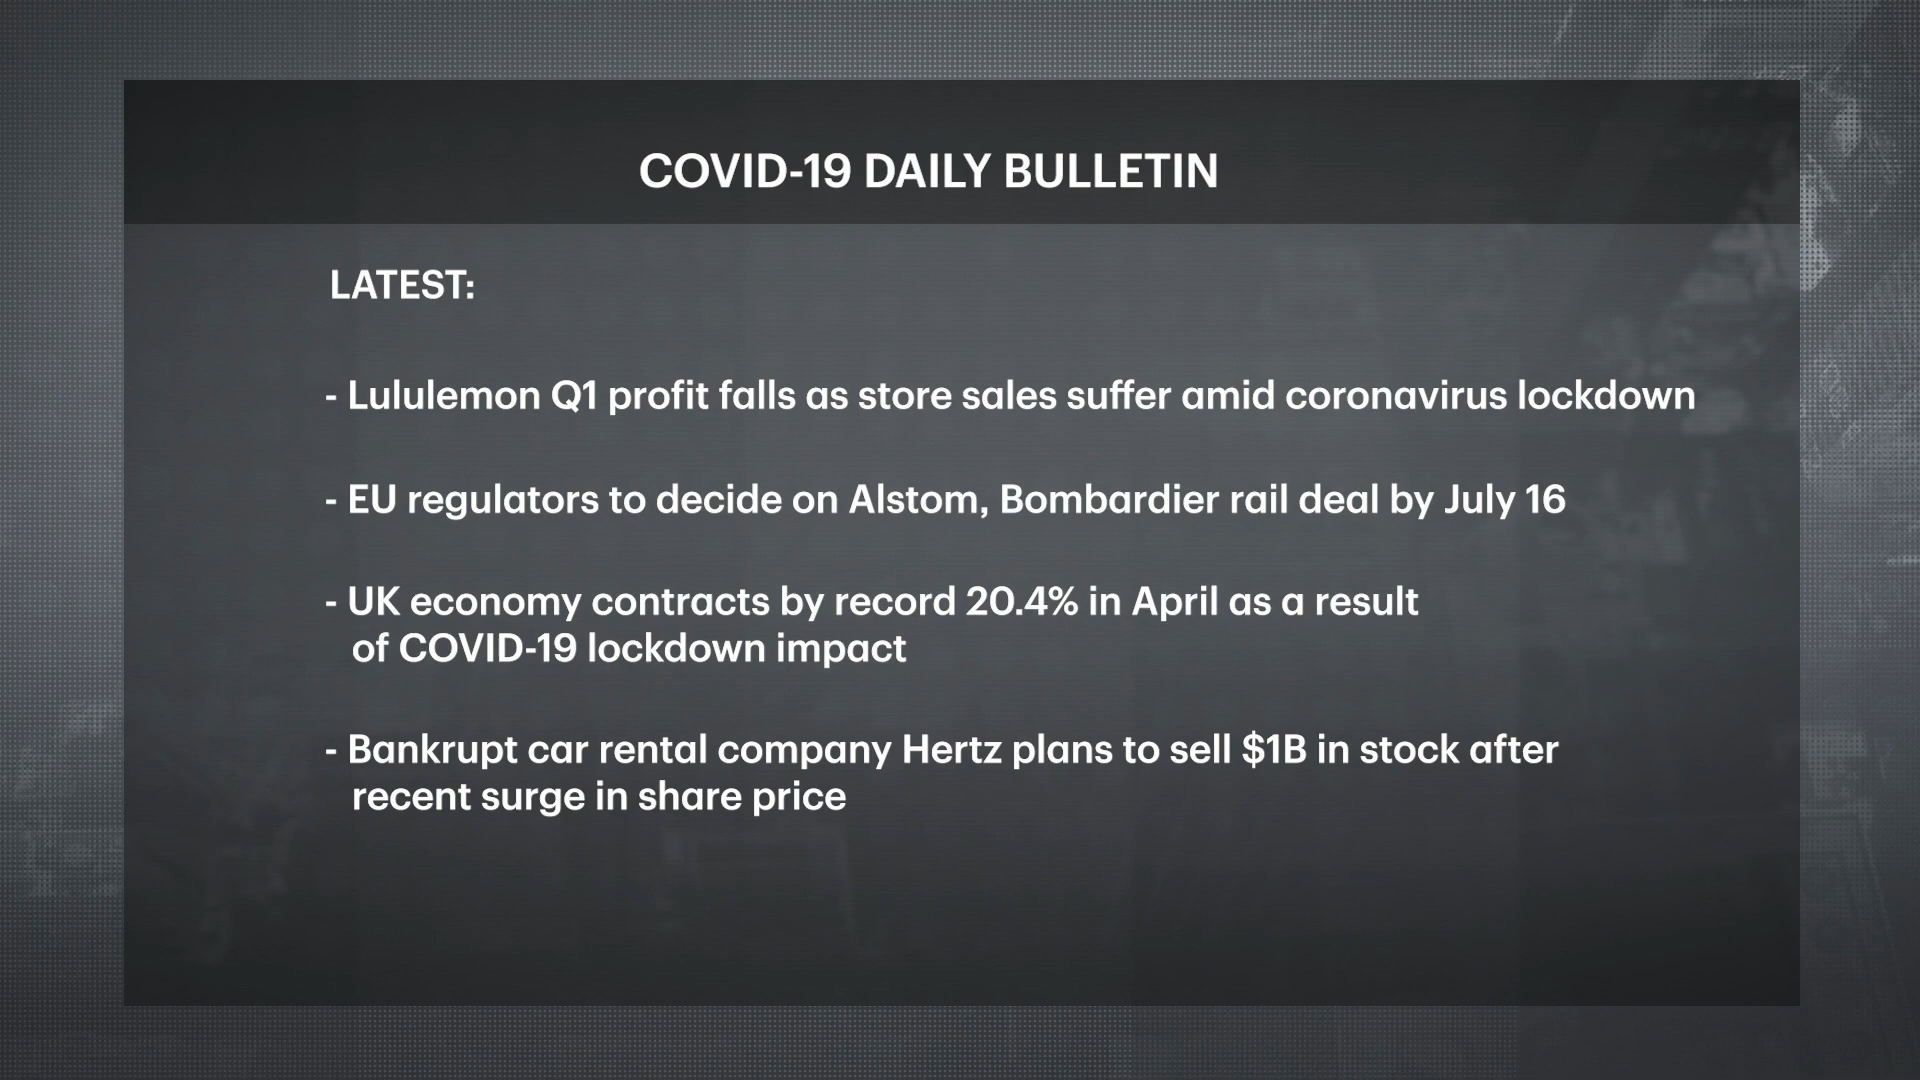 COVID-19 DAILY BULLETIN
LATEST:
- Lululemon Q1 profit falls as store sales suffer amid coronavirus lockdown
- EU regulators to decide on Alstom, Bombardier rail deal by July 16
- UK economy contracts by record 20.4% in April as a result
of COVID-19 lockdown impact
- Bankrupt car rental company Hertz plans to sell $1B in stock after
recent surge in share price